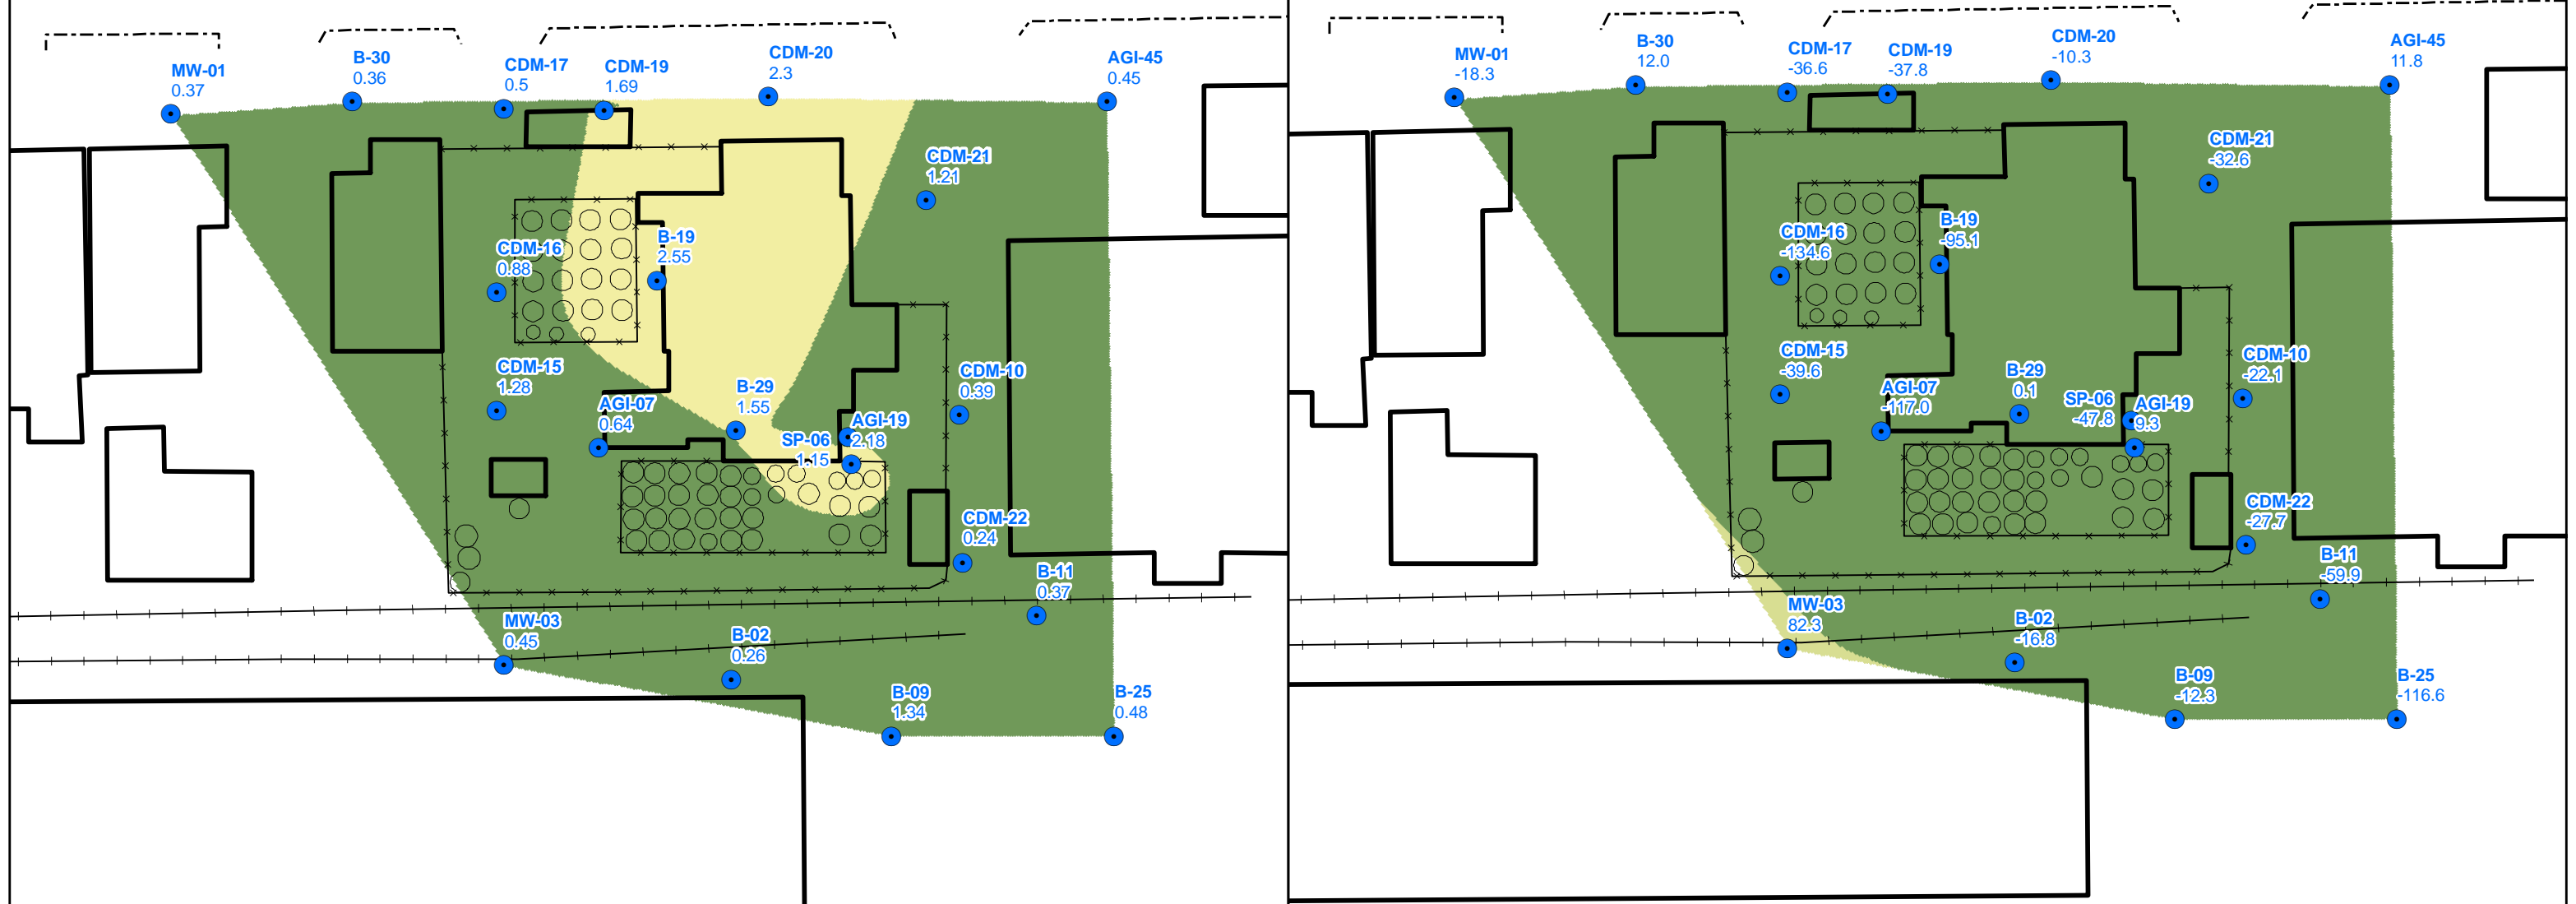 MW-01
0.37
B-30
0.36
CDM-17
0.5
CDM-19
1.69
CDM-20
2.3
AGI-45
0.45
CDM-21
1.21
CDM-16
0.88
B-19
2.55
CDM-15
1.28
AGI-07
0.64
B-29
1.55
CDM-10
0.39
AGI-19
2.18
SP-06
1.15
CDM-22
0.24
B-11
0.37
MW-03
0.45
B-02
0.26
B-09
1.34
B-25
0.48
MW-01
-18.3
B-30
12.0
CDM-17
-36.6
CDM-19
-37.8
CDM-20
-10.3
AGI-45
11.8
CDM-21
-32.6
CDM-16
-134.6
B-19
-95.1
CDM-15
-39.6
AGI-07
-117.0
B-29
0.1
CDM-10
-22.1
SP-06
-47.8
AGI-19
9.3
CDM-22
-27.7
B-11
-59.9
MW-03
82.3
B-02
-16.8
B-09
-12.3
B-25
-116.6